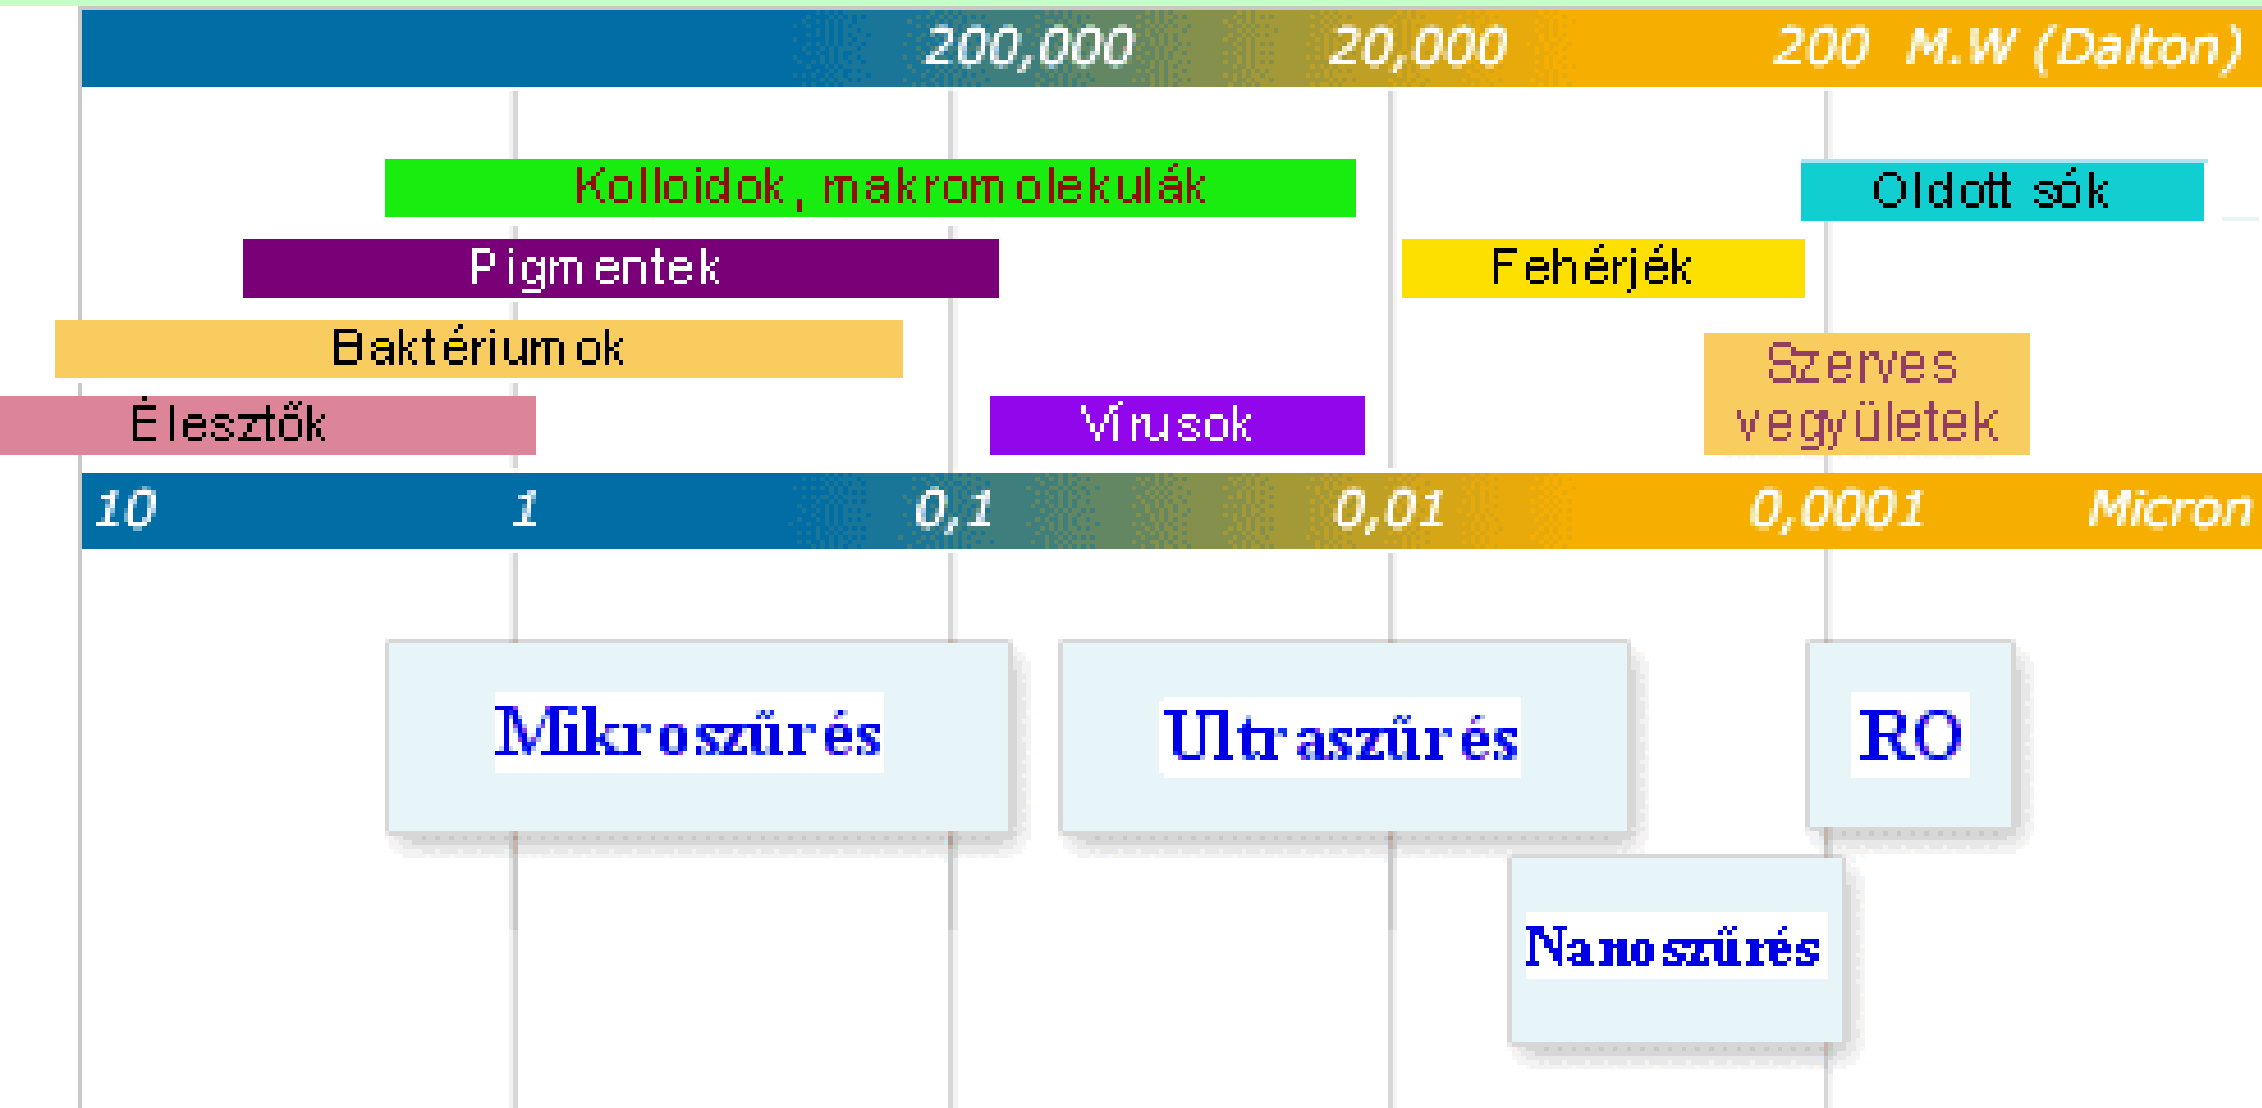 200,000 20,000 200 M.W (Dalton)
Kolloidok, makromolekulák
Oldott sók
Pigmentek
Fehérjék
Baktériumok
Szerves
vegyületek
Élesztők
Vírusok
10 1 0,1 0,01 0,0001 Micron
Mikroszűrés
Ultraszűrés
RO
Nanoszűrés